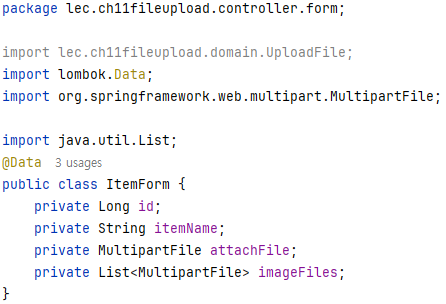 package lec.ch11fileupload.controller.form;
import lec.ch11fileupload.domain.UploadFile;
import lombok.Data;
import org.springframework.web.multipart.MultipartFile;
import java.util.List;
@Data 3 usages
public class ItemForm {
    private Long id;
    private String itemName;
    private MultipartFile attachFile;
    private List<MultipartFile> imageFiles;
}